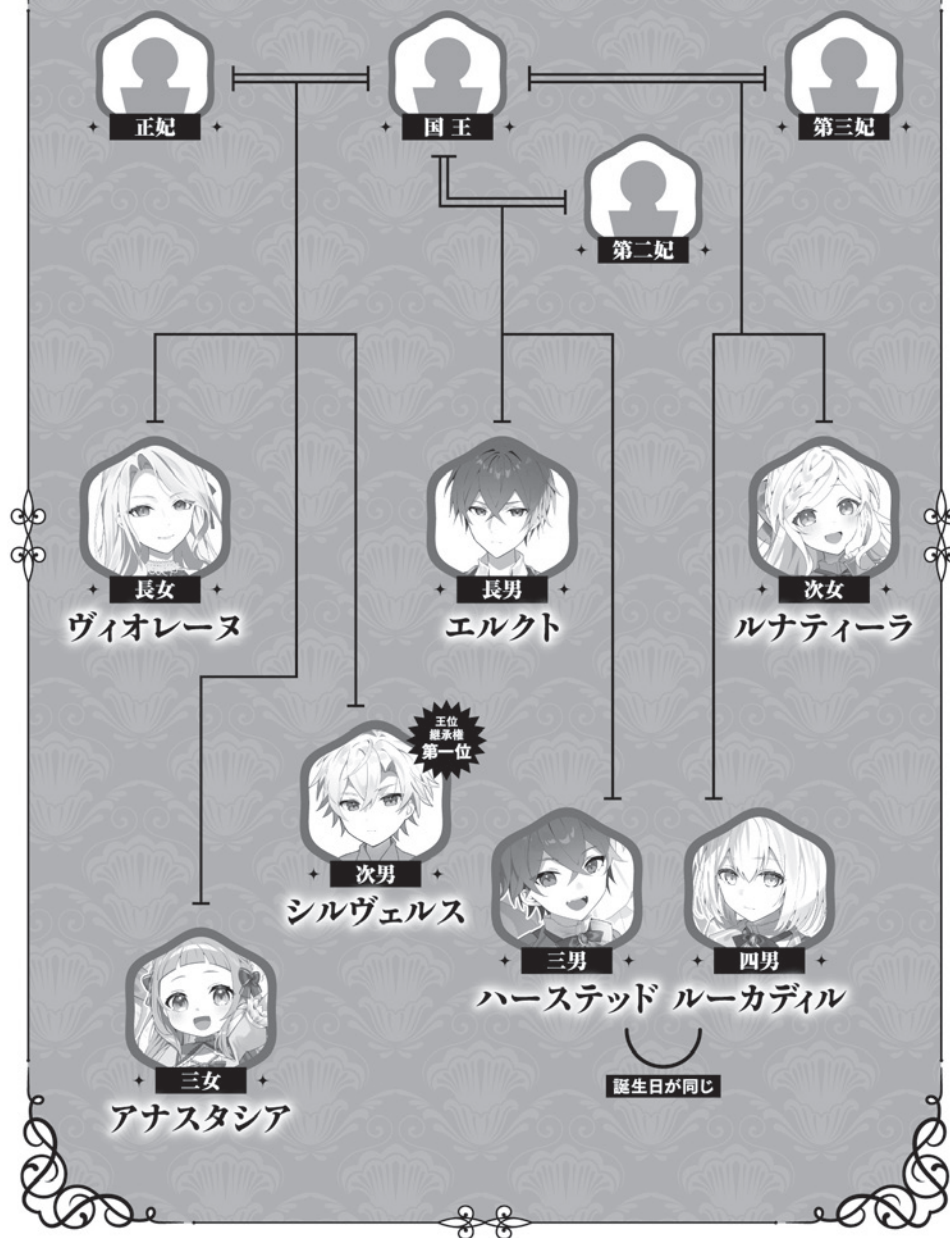 正妃
国王
第三妃
第二妃
長女
ヴィオレーヌ
長男
エルクト
次女
ルナティーラ
王位
継承権
第一位
次男
シルヴェルス
三男
ハーステッド
四男
ルーカディル
誕生日が同じ
三女
アナスタシア